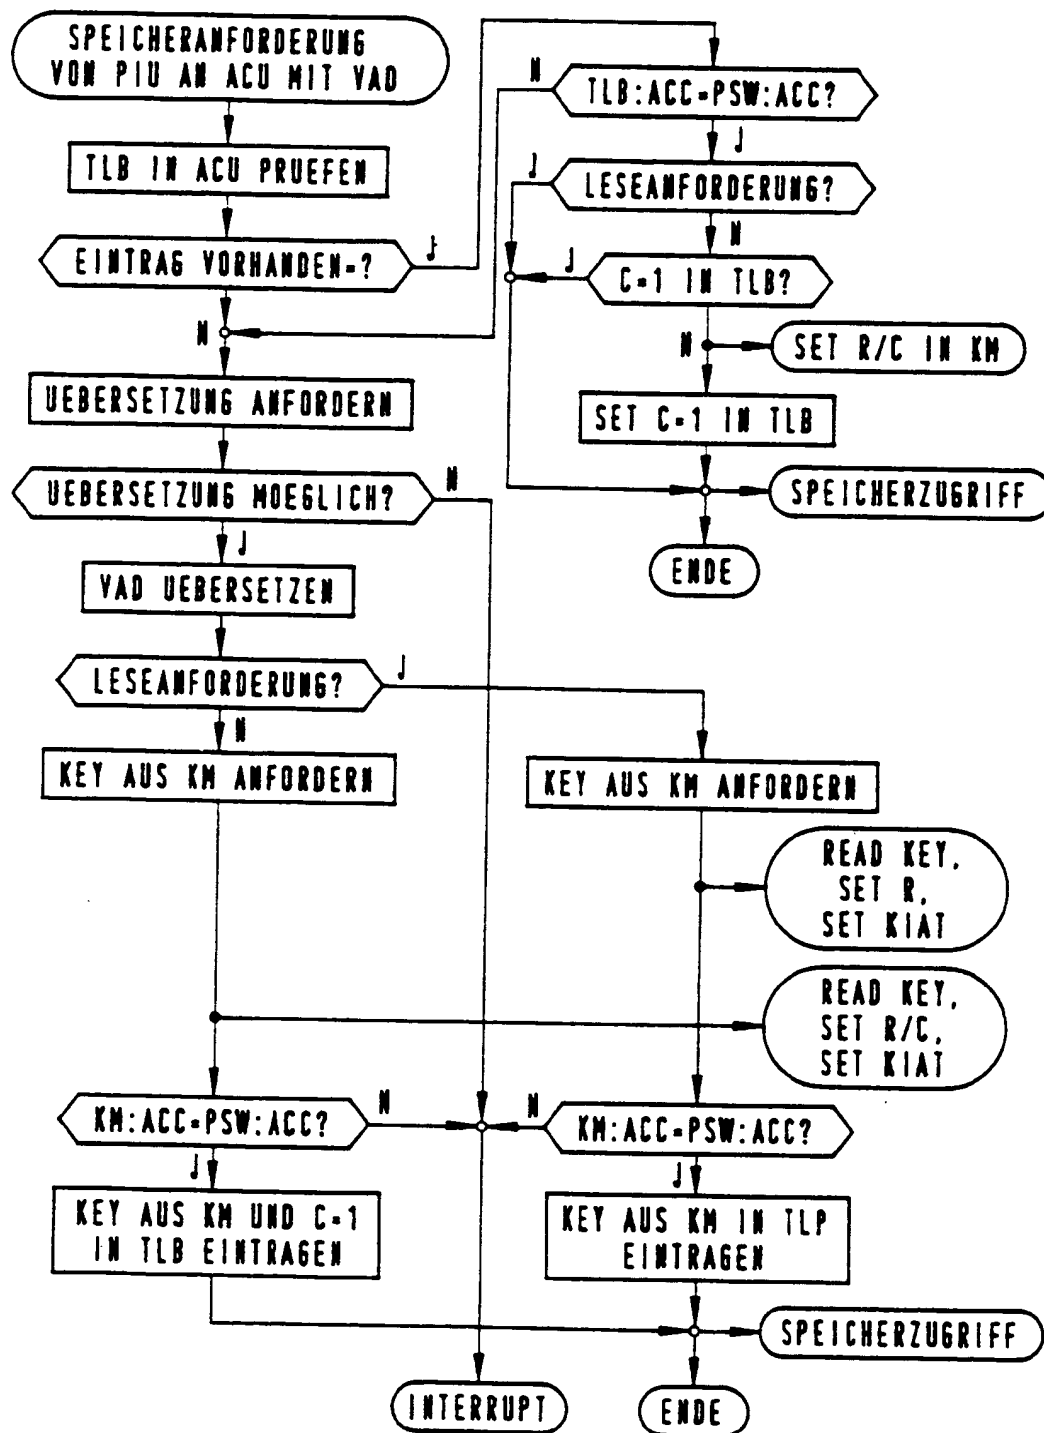 SPEICHERANFORDERUNG
VON PIU AN ACU MIT VAD
TLB IN ACU PRUEFEN
EINTRAG VORHANDEN=?
J
N
UEBERSETZUNG ANFORDERN
UEBERSETZUNG MOEGLICH?
N
J
VAD UEBERSETZEN
LESEANFORDERUNG?
J
N
KEY AUS KM ANFORDERN
KM:ACC=PSW:ACC?
N
J
KEY AUS KM UND C=1
IN TLB EINTRAGEN
N
TLB:ACC=PSW:ACC?
J
J
LESEANFORDERUNG?
N
J
C=1 IN TLB?
N
SET R/C IN KM
SET C=1 IN TLB
SPEICHERZUGRIFF
ENDE
KEY AUS KM ANFORDERN
READ KEY,
SET R,
SET KIAT
READ KEY,
SET R/C,
SET KIAT
N
KM:ACC=PSW:ACC?
J
KEY AUS KM IN TLP
EINTRAGEN
SPEICHERZUGRIFF
INTERRUPT
ENDE